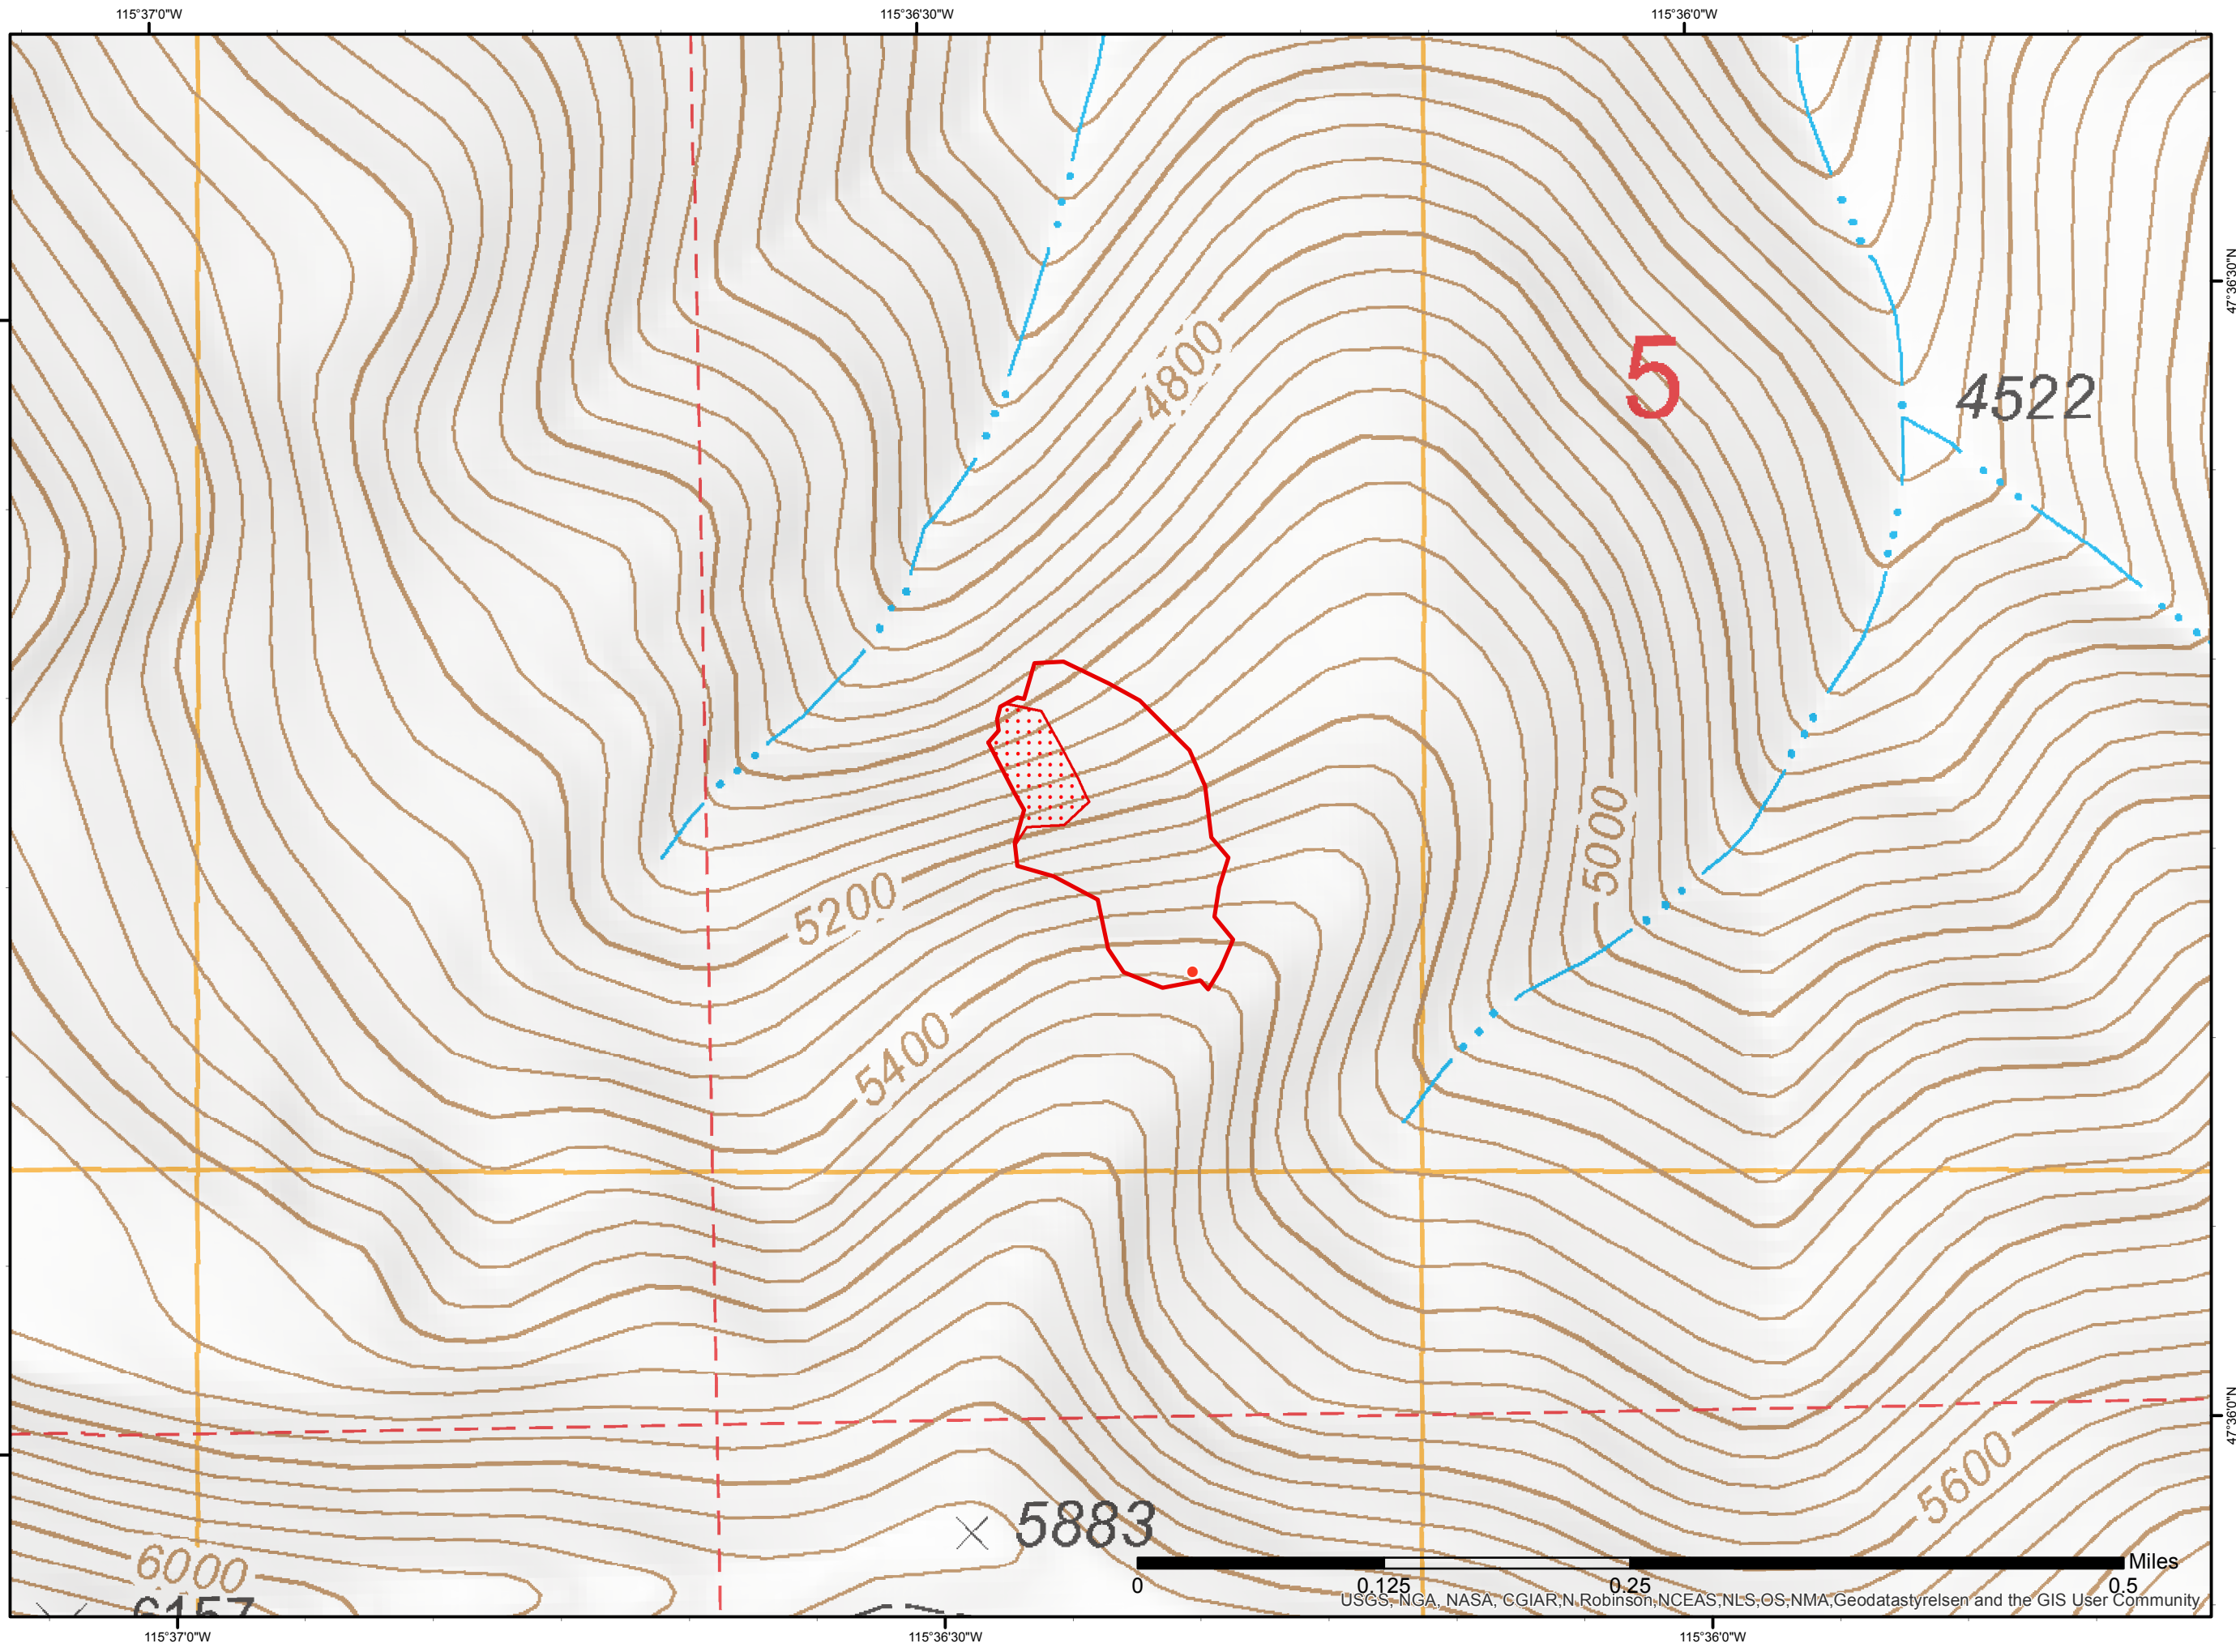 115°37'0"W 115°36'30"W 115°36'0"W
47°36'30"N
4800
5
4522
5000
5200
5400
47°36'0"N
5600
5883
6000
6157
Miles
0 0.125 0.25 0.5
USGS, NGA, NASA, CGIAR,N Robinson,NCEAS,NLS,OS,NMA,Geodatastyrelsen and the GIS User Community
115°37'0"W 115°36'30"W 115°36'0"W